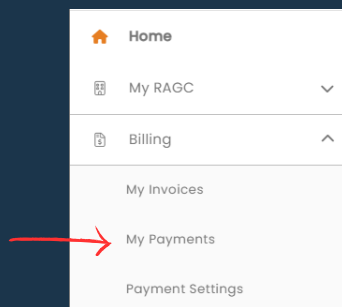 Home
My RAGC
Billing
My Invoices
My Payments
Payment Settings